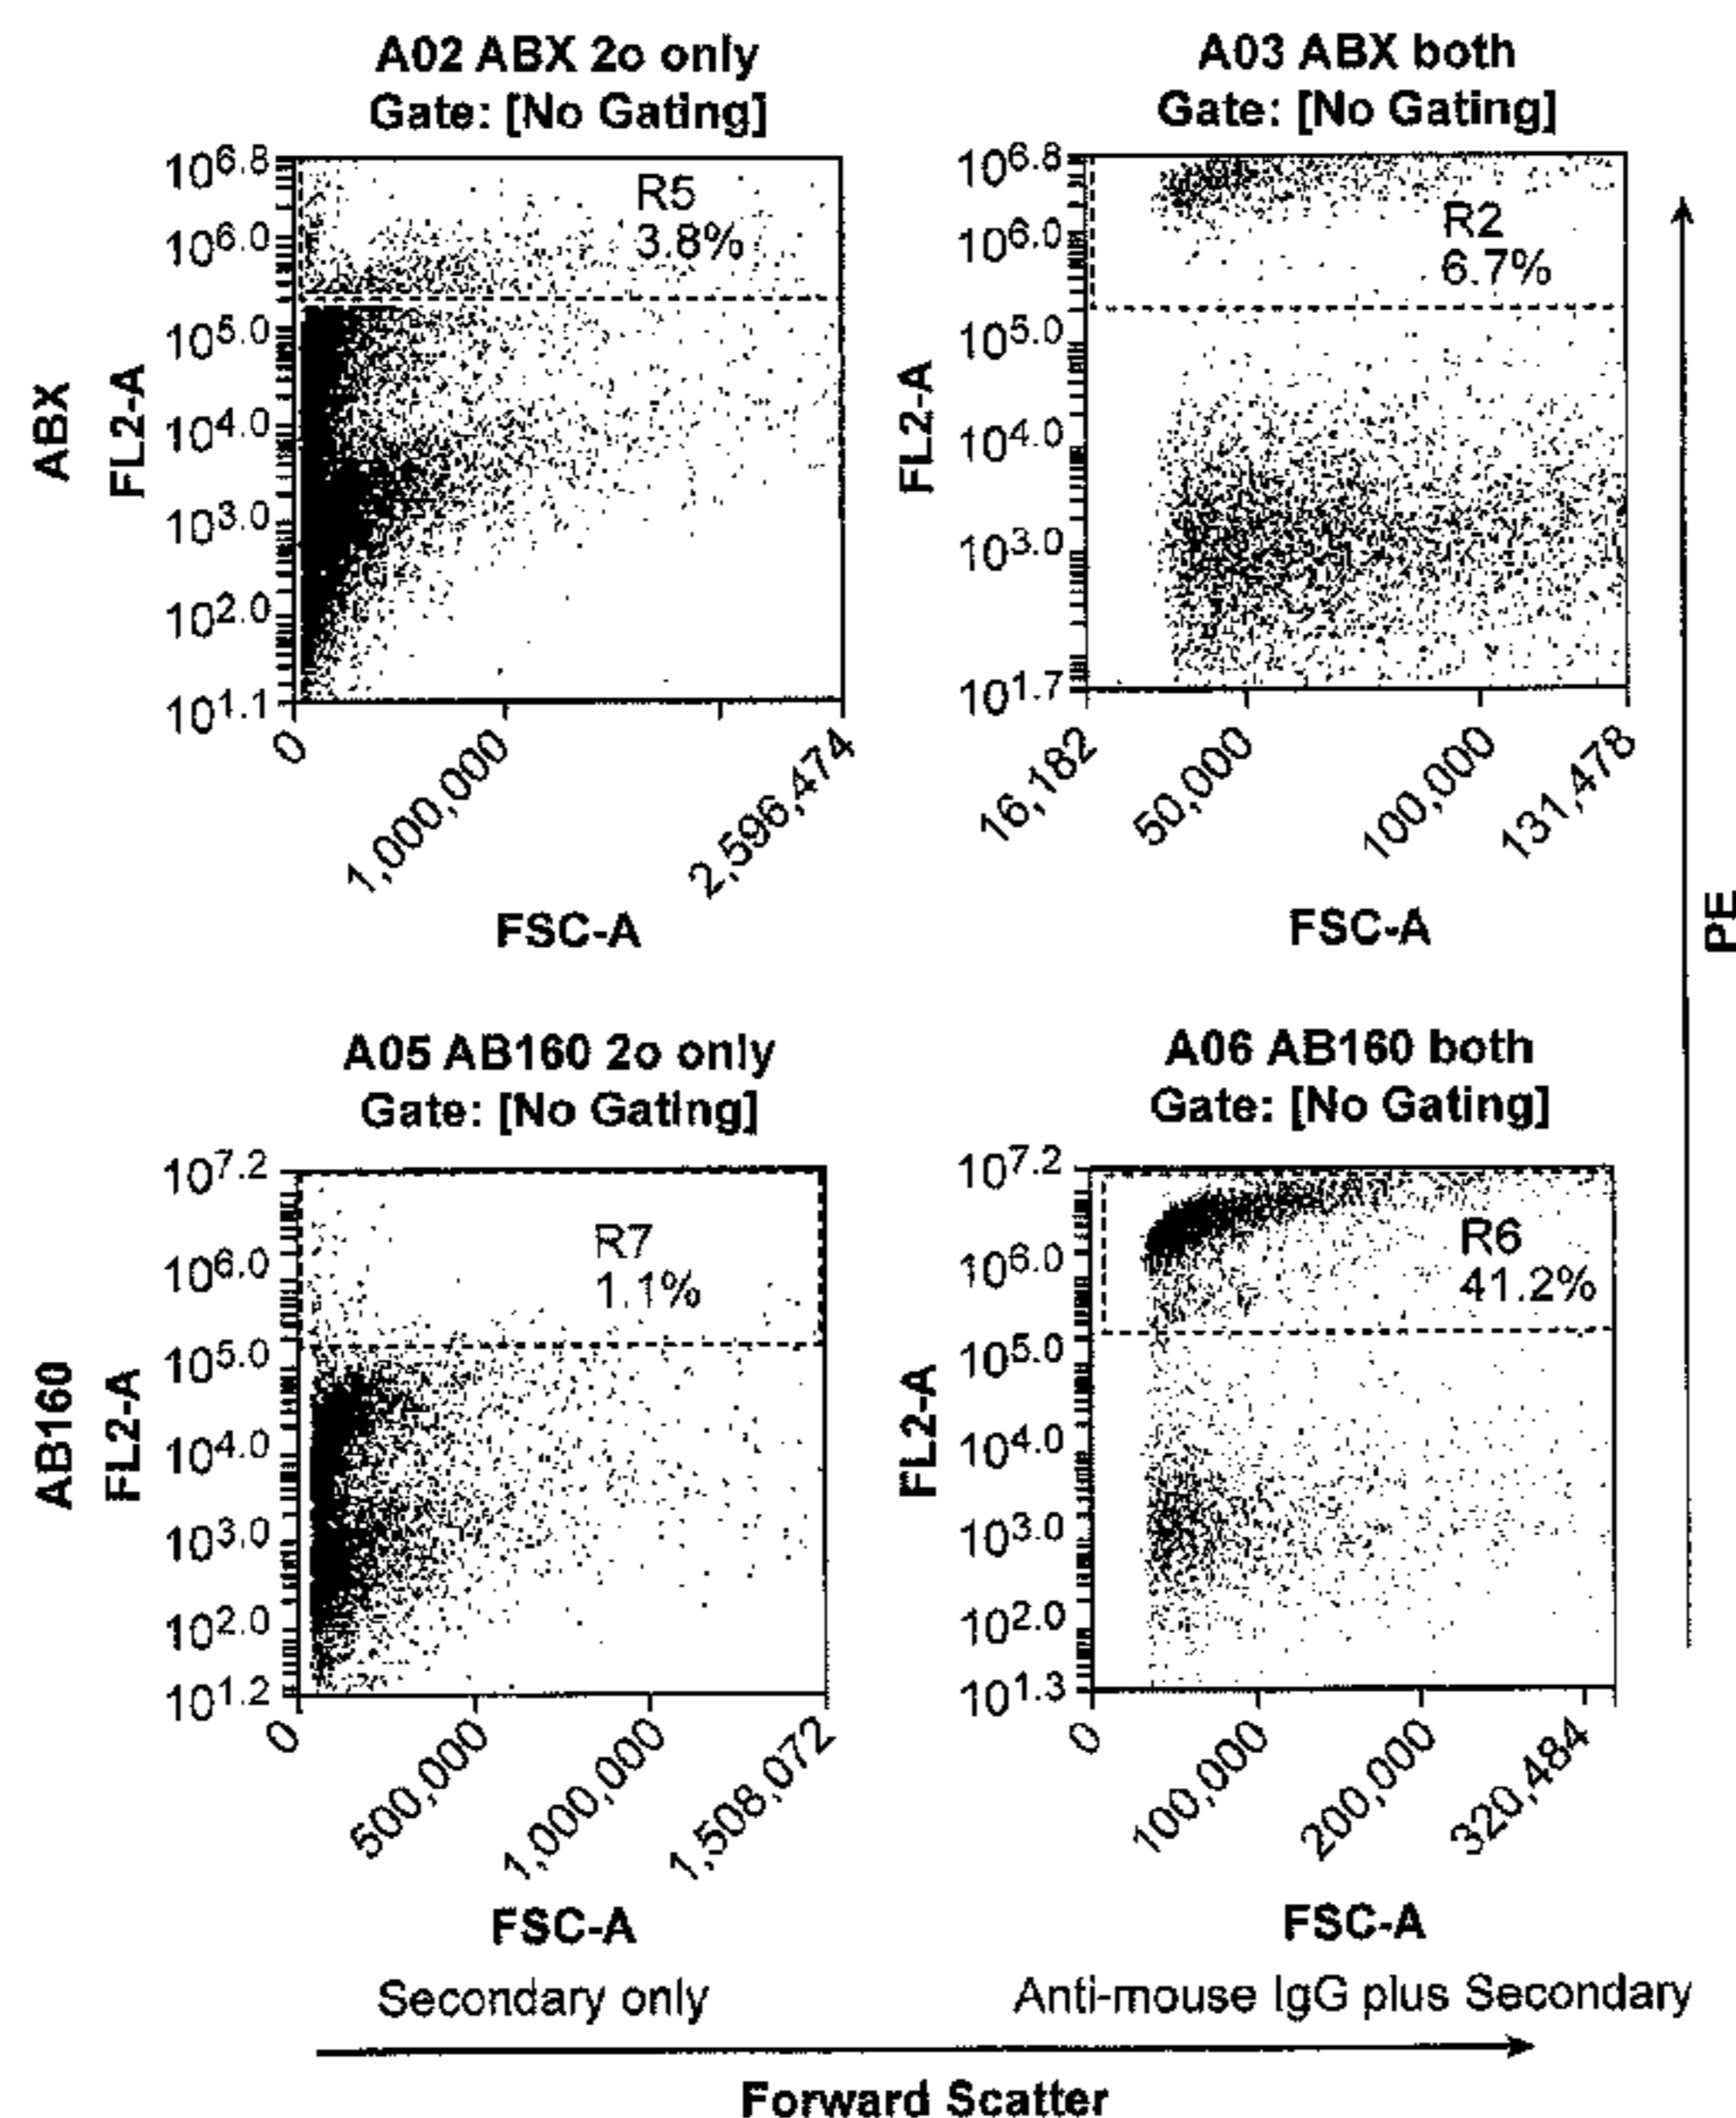 A02 ABX 2o only
Gate: [No Gating]
A03 ABX both
Gate: [No Gating]
ABX
FL2-A
10^6.8
10^6.0
10^5.0
10^4.0
10^3.0
10^2.0
10^1.1
R5
3.8%
0
1,000,000
2,596,474
FSC-A
FL2-A
10^6.8
10^6.0
10^5.0
10^4.0
10^3.0
10^1.7
R2
6.7%
16,182
50,000
100,000
131,478
FSC-A
PE
A05 AB160 2o only
Gate: [No Gating]
A06 AB160 both
Gate: [No Gating]
AB160
FL2-A
10^7.2
10^6.0
10^5.0
10^4.0
10^3.0
10^2.0
10^1.2
R7
1.1%
0
500,000
1,000,000
1,508,072
FSC-A
FL2-A
10^7.2
10^6.0
10^5.0
10^4.0
10^3.0
10^2.0
10^1.3
R6
41.2%
0
100,000
200,000
320,484
FSC-A
Secondary only
Anti-mouse IgG plus Secondary
Forward Scatter